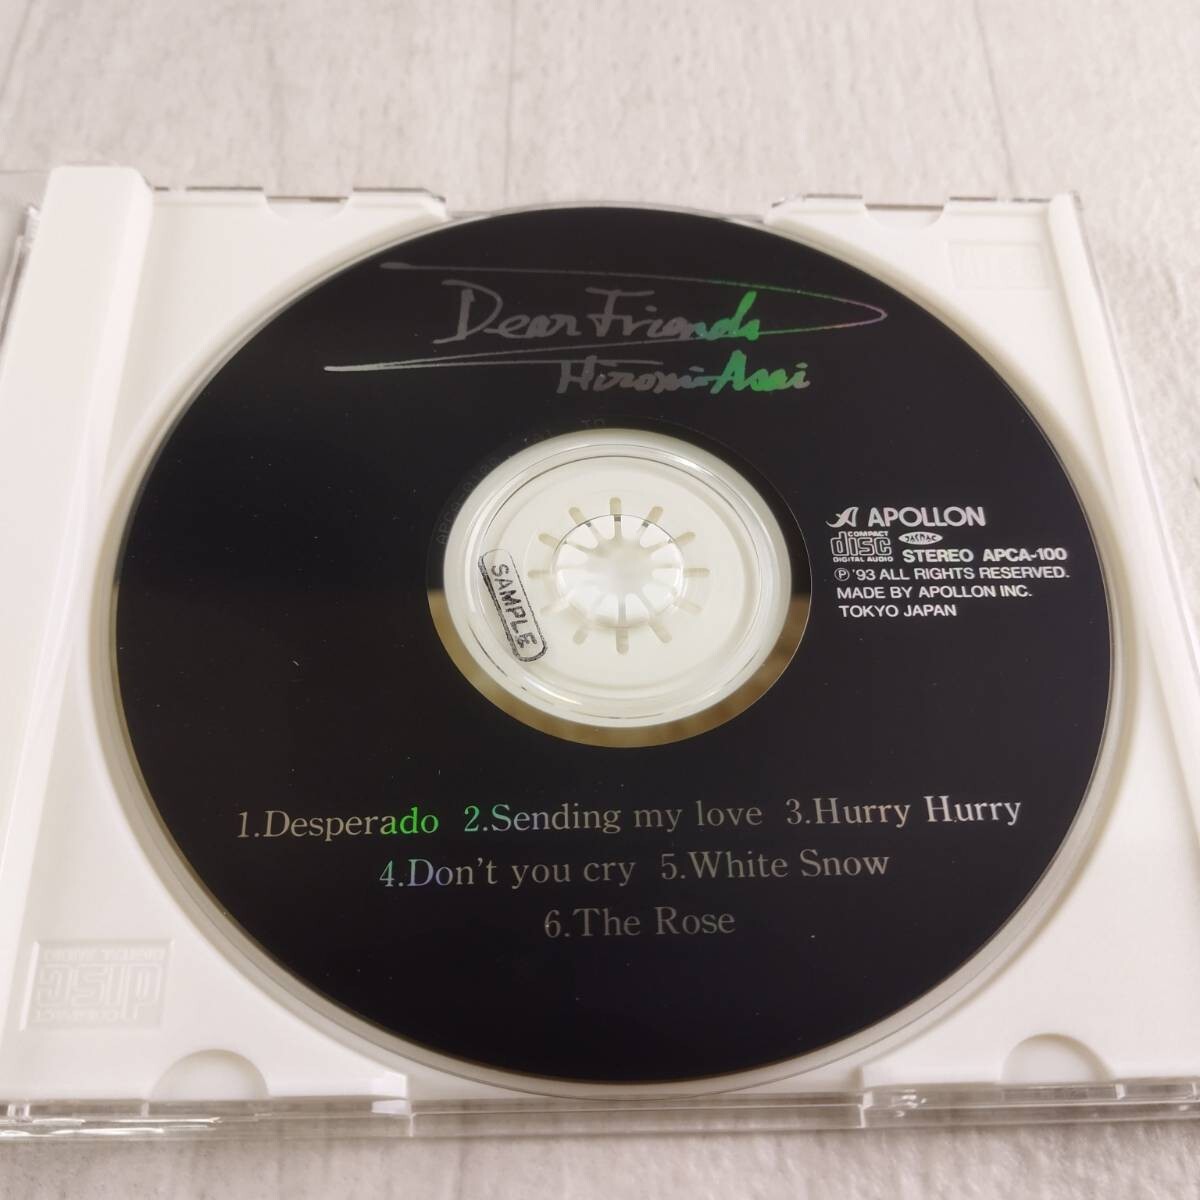 Dear Friends
Hiromi Asai
APOLLON
COMPACT
disc
DIGITAL AUDIO
JASRAC
STEREO APCA-100
Ⓟ '93 ALL RIGHTS RESERVED.
MADE BY APOLLON INC.
TOKYO JAPAN
SAMPLE
1.Desperado 2.Sending my love 3.Hurry Hurry
4.Don't you cry 5.White Snow
6.The Rose